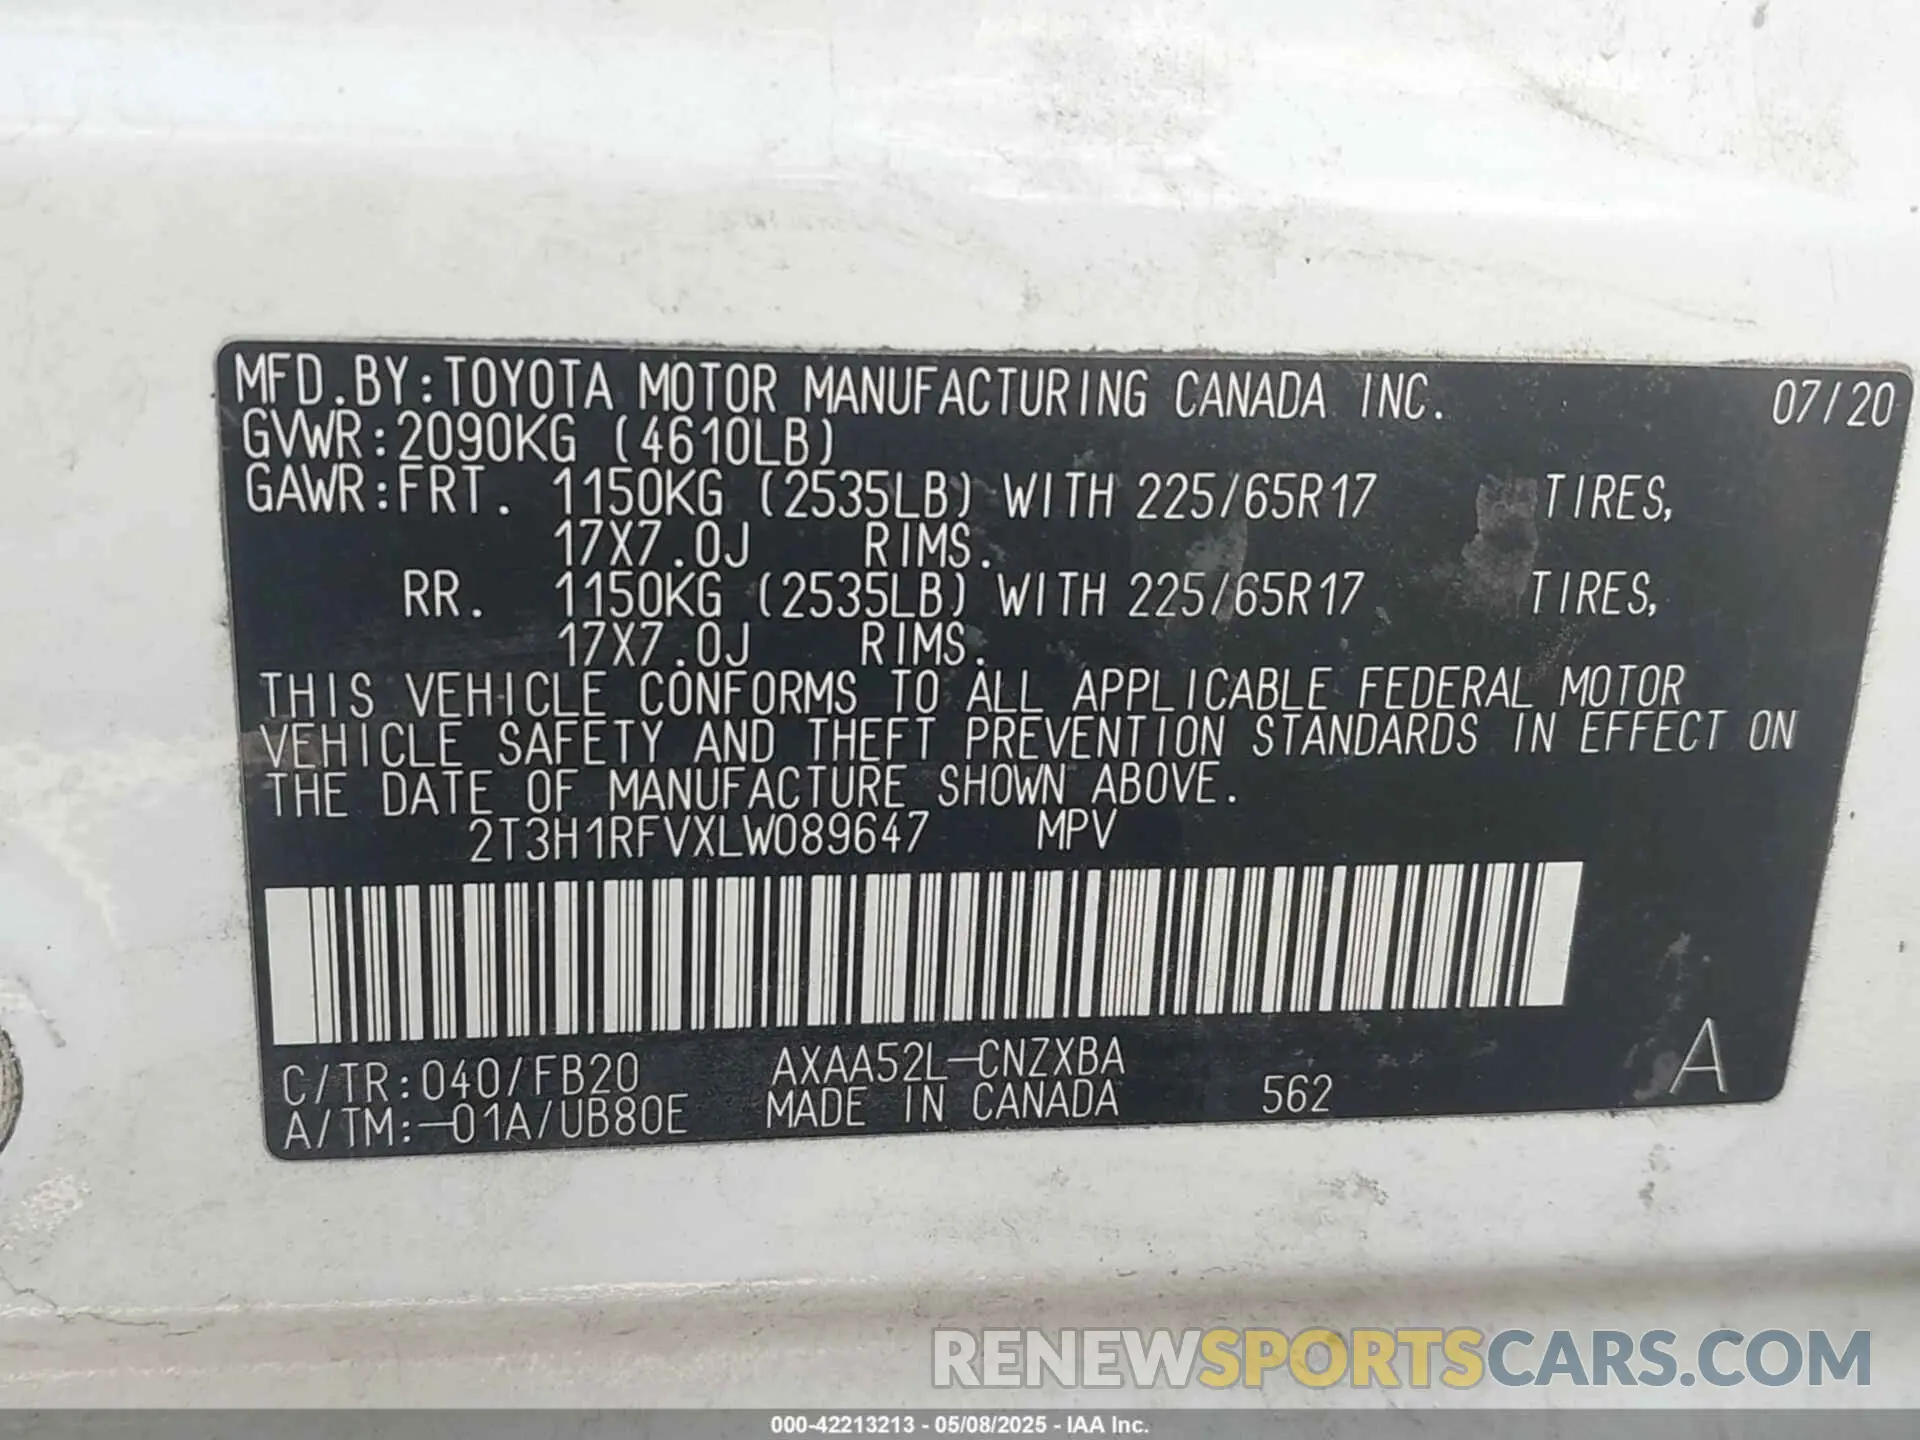 MFD.BY:TOYOTA MOTOR MANUFACTURING CANADA INC. 07/20
GVWR:2090KG (4610LB)
GAWR:FRT. 1150KG (2535LB) WITH 225/65R17 TIRES,
17X7.0J RIMS.
RR. 1150KG (2535LB) WITH 225/65R17 TIRES,
17X7.0J RIMS.
THIS VEHICLE CONFORMS TO ALL APPLICABLE FEDERAL MOTOR
VEHICLE SAFETY AND THEFT PREVENTION STANDARDS IN EFFECT ON
THE DATE OF MANUFACTURE SHOWN ABOVE.
2T3H1RFVXLW089647 MPV
C/TR:040/FB20 AXAA52L-CNZXBA
A/TM:-01A/UB80E MADE IN CANADA 562 A
RENEWSPORTSCARS.COM
000-42213213 - 05/08/2025 - IAA Inc.